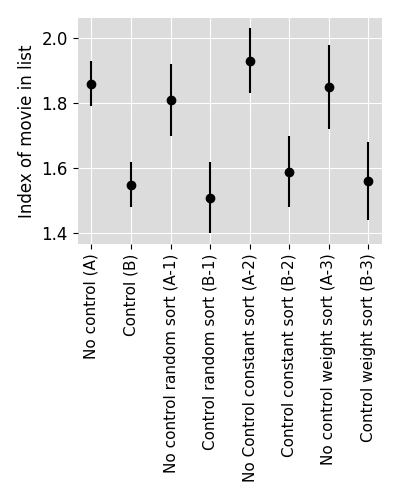 Index of movie in list
2.0
1.8
1.6
1.4
No control (A)
Control (B)
No control random sort (A-1)
Control random sort (B-1)
No Control constant sort (A-2)
Control constant sort (B-2)
No control weight sort (A-3)
Control weight sort (B-3)